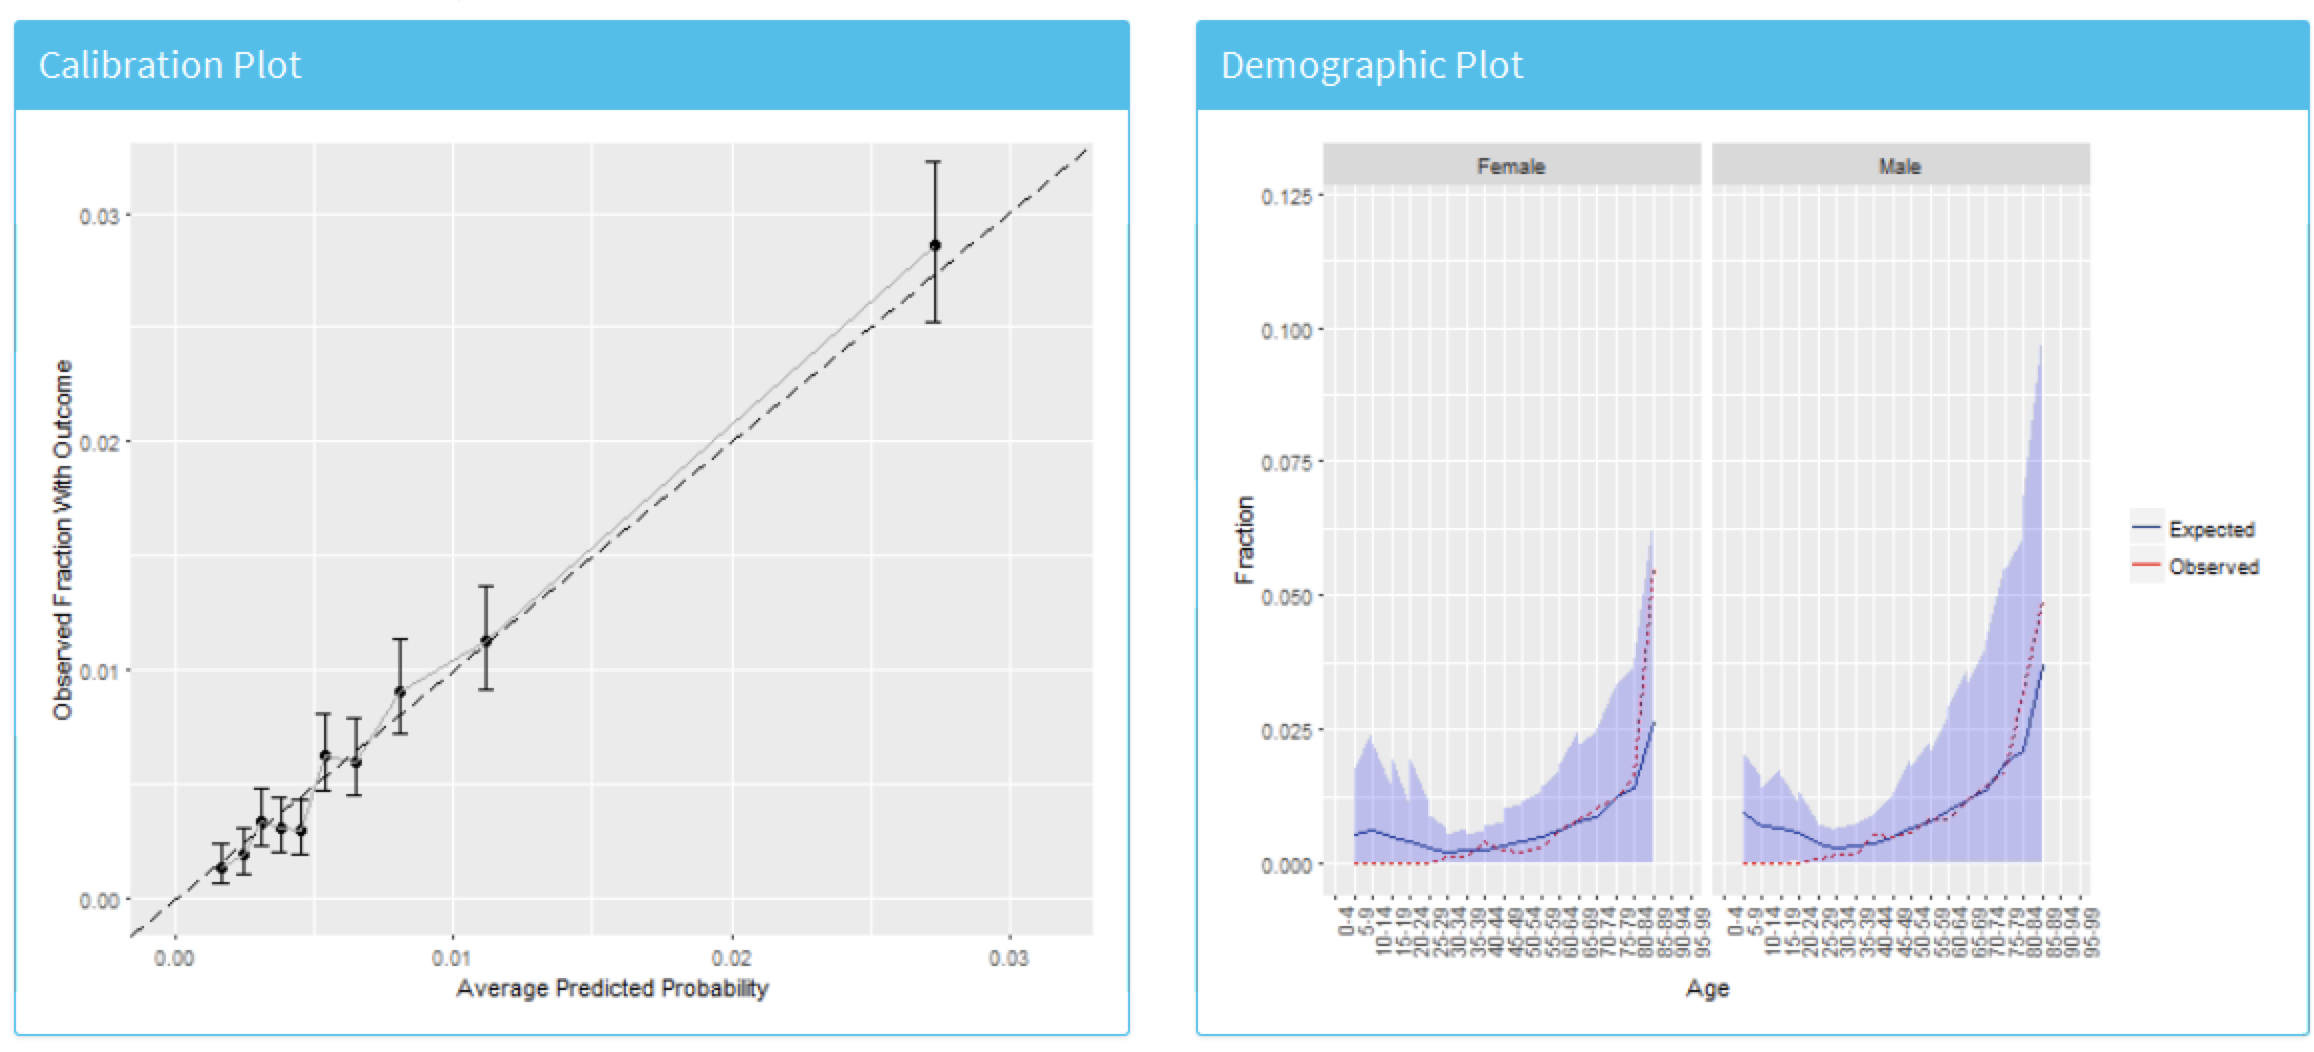 Calibration Plot
0.03
0.02
0.01
0.00
Observed Fraction With Outcome
0.00 0.01 0.02 0.03
Average Predicted Probability
Demographic Plot
Female Male
0.125
0.100
0.075
0.050
0.025
0.000
Fraction
0-4 5-9 10-14 15-19 20-24 25-29 30-34 35-39 40-44 45-49 50-54 55-59 60-64 65-69 70-74 75-79 80-84 85-89 90-94 95-99
0-4 5-9 10-14 15-19 20-24 25-29 30-34 35-39 40-44 45-49 50-54 55-59 60-64 65-69 70-74 75-79 80-84 85-89 90-94 95-99
Age
Expected
Observed